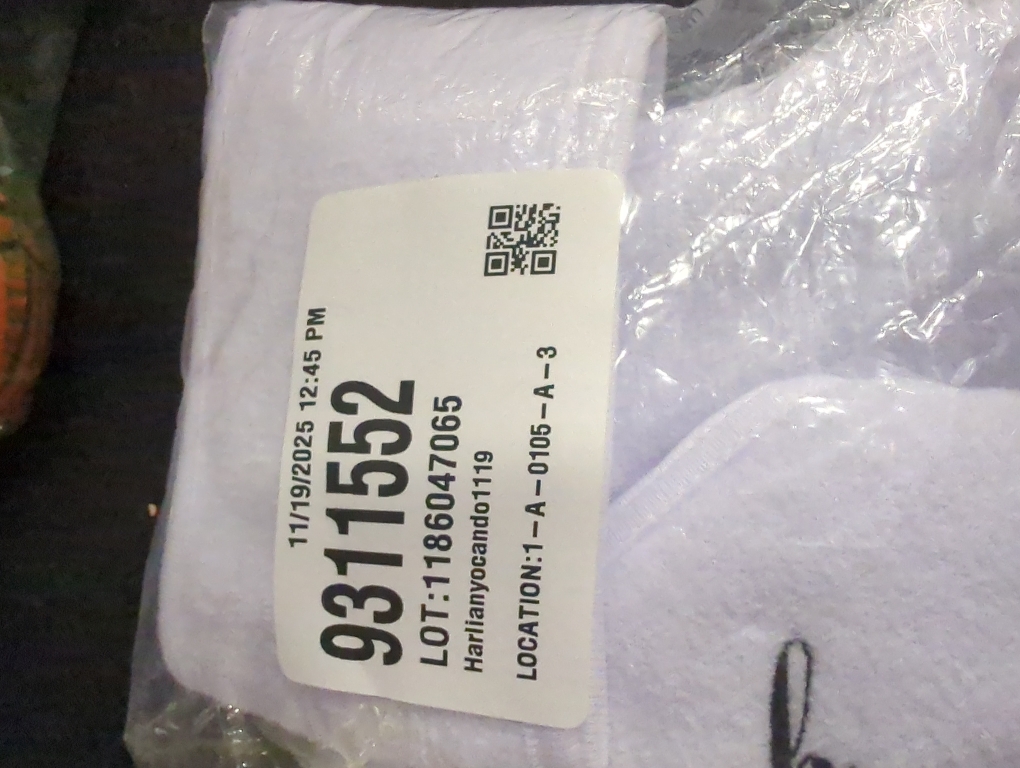 11/19/2025 12:45 PM
9311552
LOT:1186047065
Harlianyocando1119
LOCATION:1-A-0105-A-3